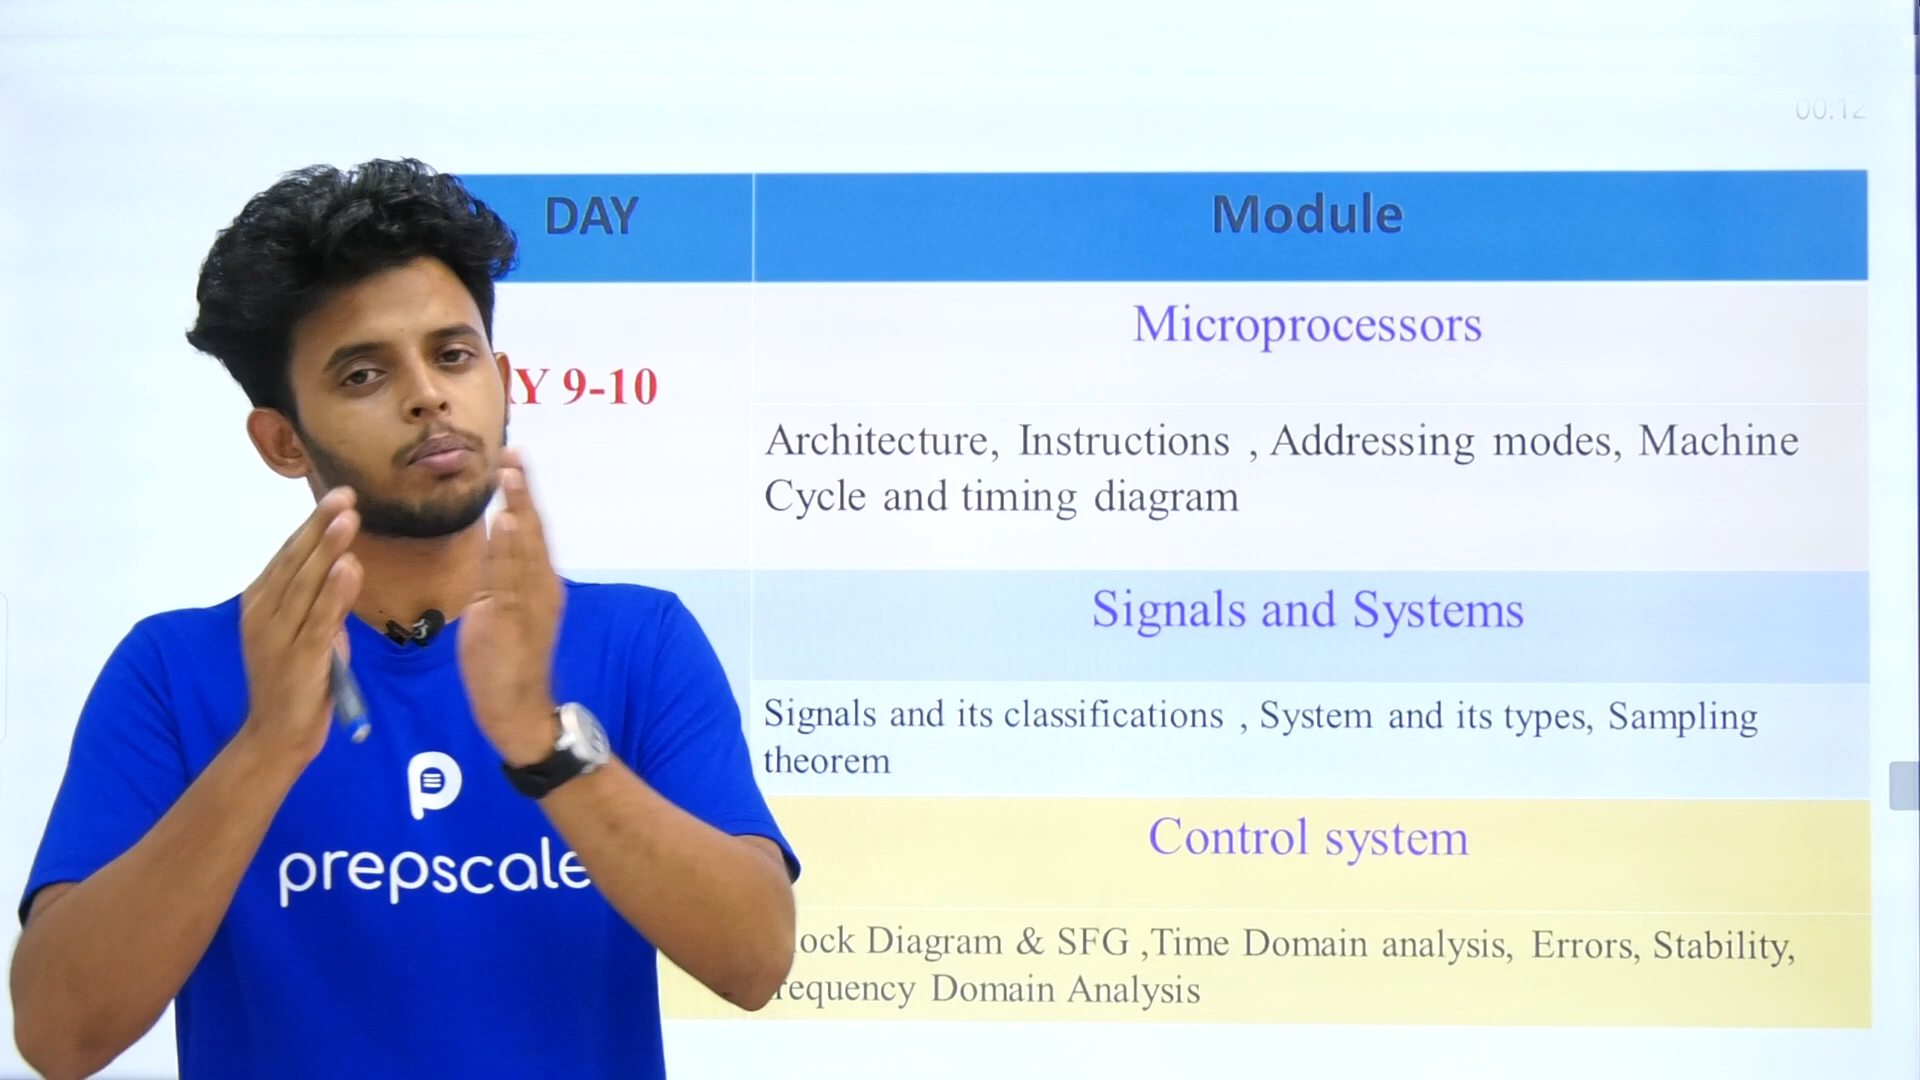 00:12
DAY
Module
Y 9-10
Microprocessors
Architecture, Instructions , Addressing modes, Machine
Cycle and timing diagram
Signals and Systems
Signals and its classifications , System and its types, Sampling
theorem
Control system
ock Diagram & SFG ,Time Domain analysis, Errors, Stability,
requency Domain Analysis
prepscale